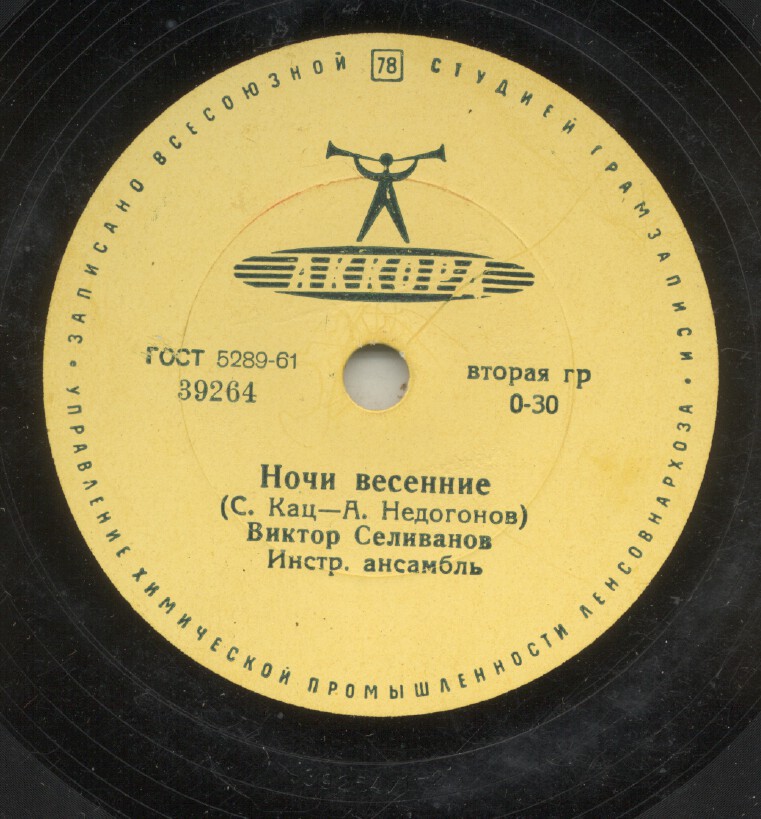 ЗАПИСАНО ВСЕСОЮЗНОЙ 78 СТУДИЕЙ ГРАМЗАПИСИ
АККОРД
ГОСТ 5289-61
39264
вторая гр
0-30
Ночи весенние
(С. Кац—А. Недогонов)
Виктор Селиванов
Инстр. ансамбль
УПРАВЛЕНИЕ ХИМИЧЕСКОЙ ПРОМЫШЛЕННОСТИ ЛЕНСОВНАРХОЗА